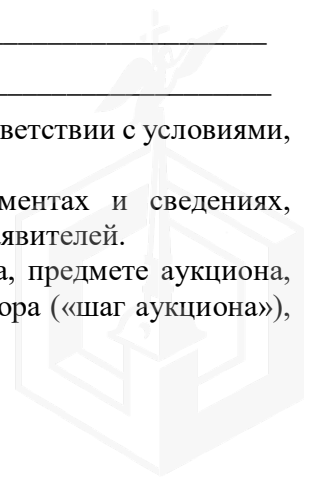 ветствии с условиями,
ментах и сведениях,
явителей.
а, предмете аукциона,
ора («шаг аукциона»),